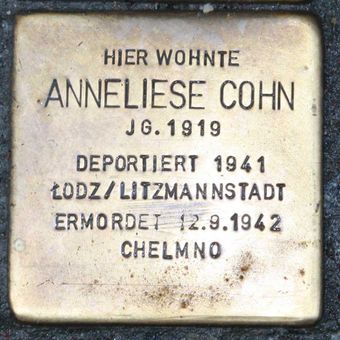 HIER WOHNTE
ANNELIESE COHN
JG. 1919
DEPORTIERT 1941
ŁODZ/LITZMANNSTADT
ERMORDET 12.9.1942
CHELMNO